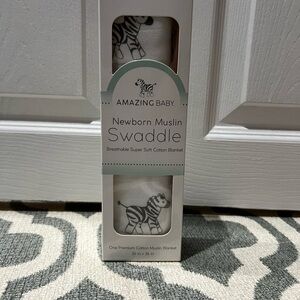 AMAZING BABY
Newborn Muslin
Swaddle
Breathable Super Soft Cotton Blanket
One Premium Cotton Muslin Blanket